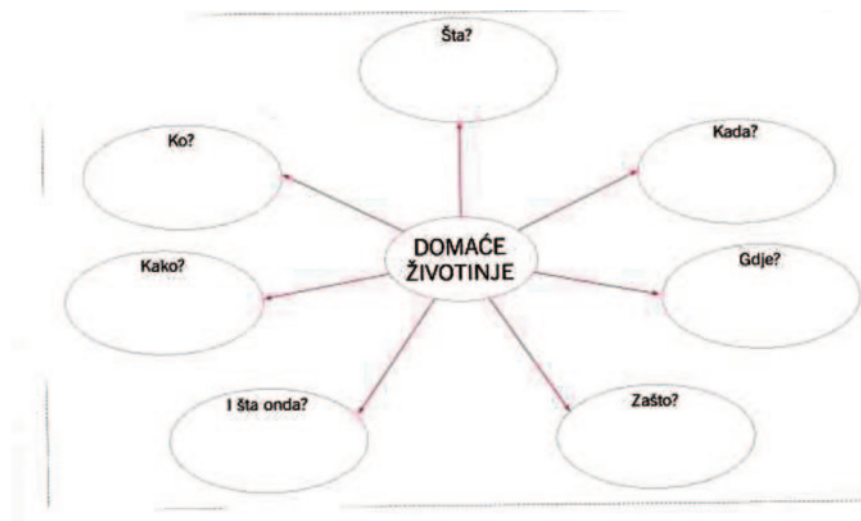 Šta?
Ko?
Kada?
DOMAĆE
ŽIVOTINJE
Kako?
Gdje?
I šta onda?
Zašto?